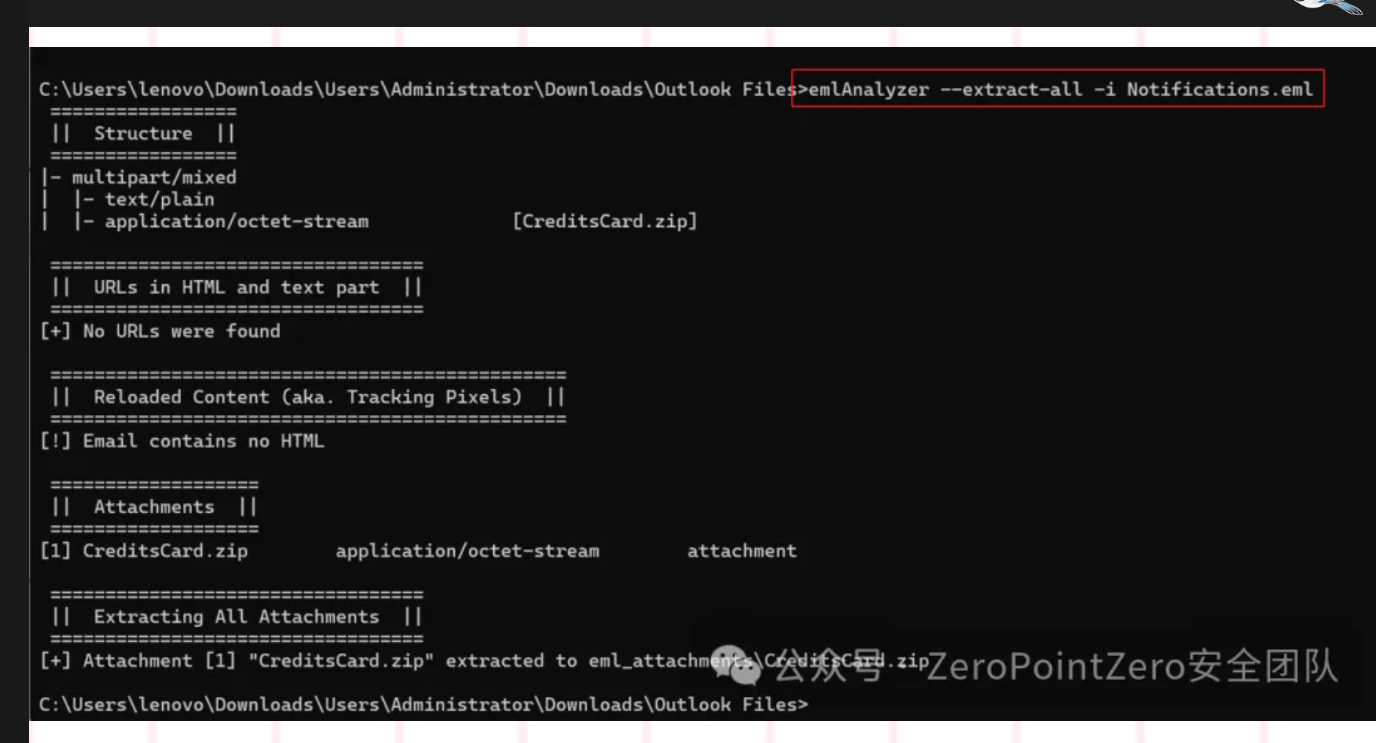 C:\Users\lenovo\Downloads\Users\Administrator\Downloads\Outlook Files>emlAnalyzer --extract-all -i Notifications.eml
=================
||  Structure  ||
=================
|- multipart/mixed
|  |- text/plain
|  |- application/octet-stream             [CreditsCard.zip]
==================================
||  URLs in HTML and text part  ||
==================================
[+] No URLs were found
===============================================
||  Reloaded Content (aka. Tracking Pixels)  ||
===============================================
[!] Email contains no HTML
===================
||  Attachments  ||
===================
[1] CreditsCard.zip        application/octet-stream        attachment
==================================
||  Extracting All Attachments  ||
==================================
[+] Attachment [1] "CreditsCard.zip" extracted to eml_attachments\CreditsCard.zip
公众号 · ZeroPointZero安全团队
C:\Users\lenovo\Downloads\Users\Administrator\Downloads\Outlook Files>